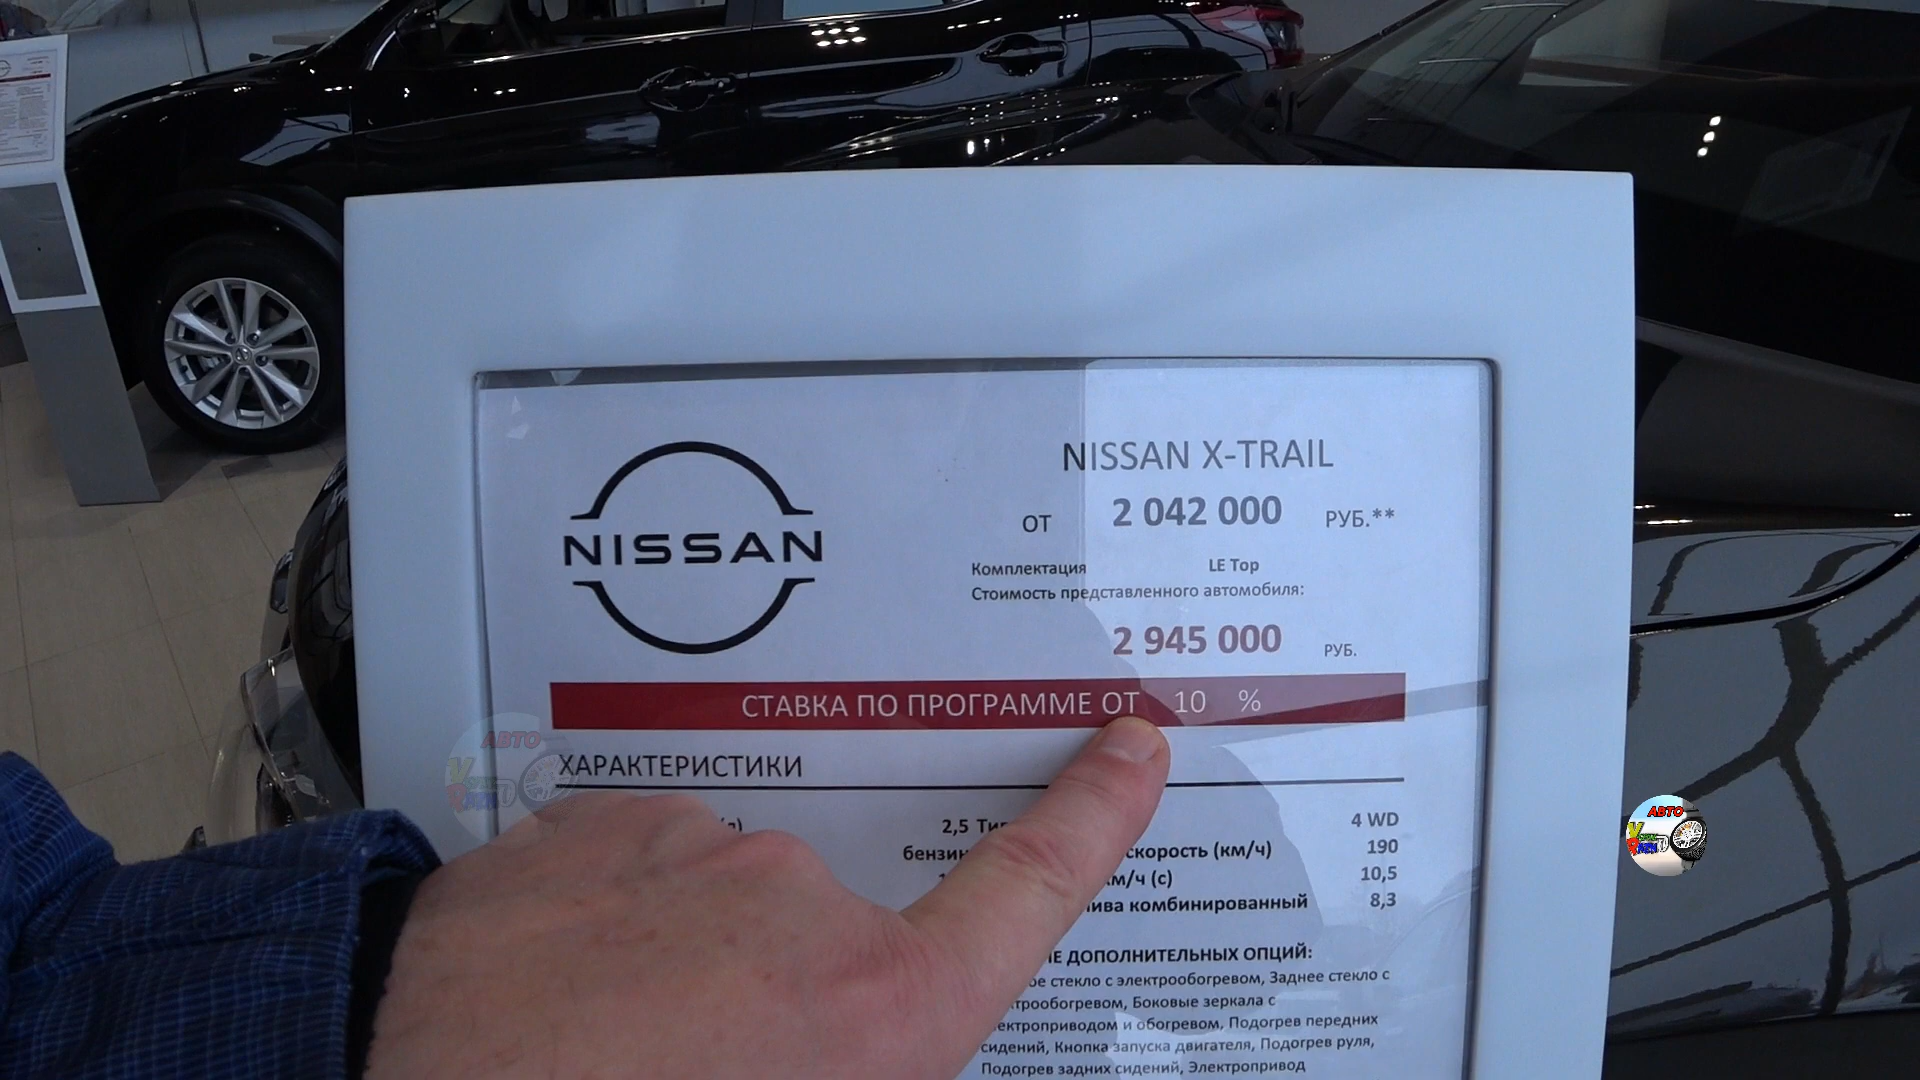 NISSAN
NISSAN X-TRAIL
ОТ 2 042 000 РУБ.**
Комплектация LE Top
Стоимость представленного автомобиля:
2 945 000 РУБ.
СТАВКА ПО ПРОГРАММЕ ОТ 10 %
АВТО
ХАРАКТЕРИСТИКИ
2,5 4 WD
скорость (км/ч) 190
км/ч (с) 10,5
комбинированный 8,3
АВТО
ДОПОЛНИТЕЛЬНЫХ ОПЦИЙ:
стекло с электрообогревом, Заднее стекло с
Боковые зеркала с
и обогревом, Подогрев передних
сидений, Кнопка запуска двигателя, Подогрев руля,
Подогрев задних сидений, Электропривод